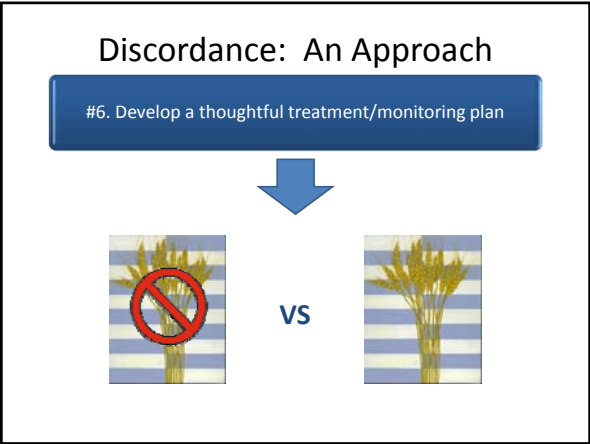 Discordance: An Approach
#6. Develop a thoughtful treatment/monitoring plan
VS